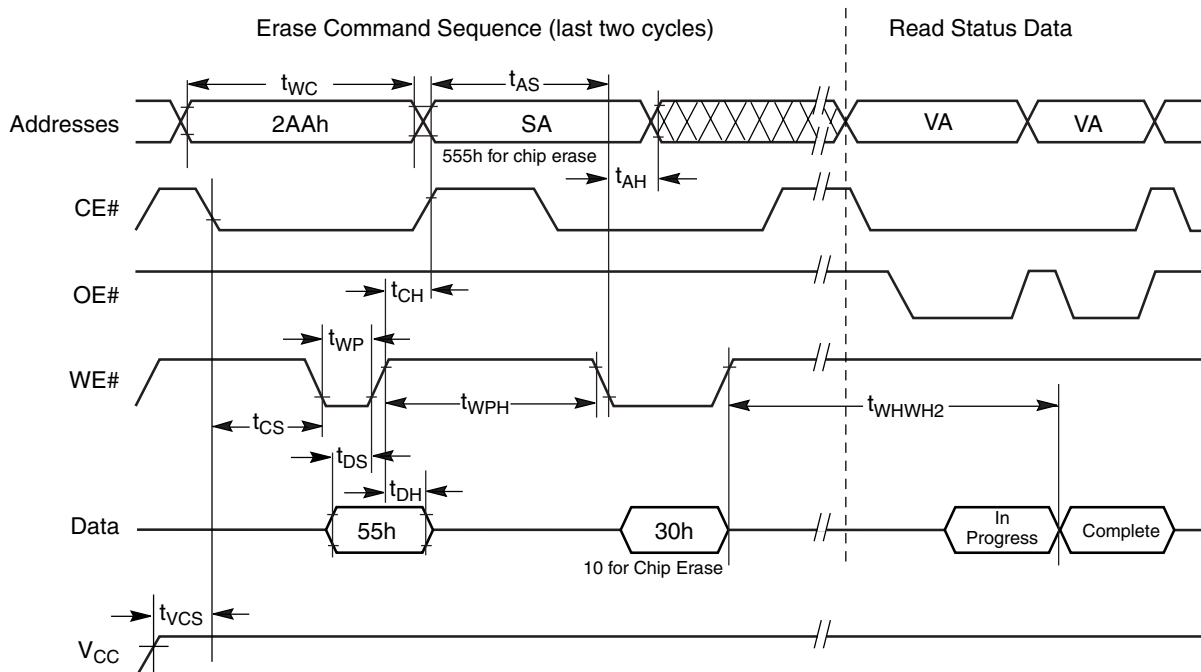 Erase Command Sequence (last two cycles)
Read Status Data
tWC
tAS
Addresses
2AAh
SA
VA
VA
555h for chip erase
tAH
CE#
OE#
tCH
tWP
WE#
tWPH
tWHWH2
tCS
tDS
tDH
Data
55h
30h
In
Progress
Complete
10 for Chip Erase
tVCS
VCC